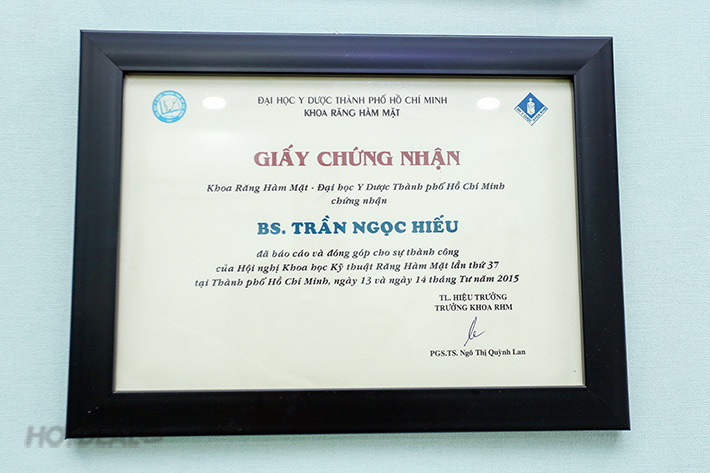 ĐẠI HỌC Y DƯỢC THÀNH PHỐ HỒ CHÍ MINH
KHOA RĂNG HÀM MẶT
GIẤY CHỨNG NHẬN
Khoa Răng Hàm Mặt - Đại học Y Dược Thành phố Hồ Chí Minh
chứng nhận
BS. TRẦN NGỌC HIẾU
đã báo cáo và đóng góp cho sự thành công
của Hội nghị Khoa học Kỹ thuật Răng Hàm Mặt lần thứ 37
tại Thành phố Hồ Chí Minh, ngày 13 và ngày 14 tháng Tư năm 2015
TL. HIỆU TRƯỞNG
TRƯỞNG KHOA RHM
PGS.TS. Ngô Thị Quỳnh Lan
HOTDEAL